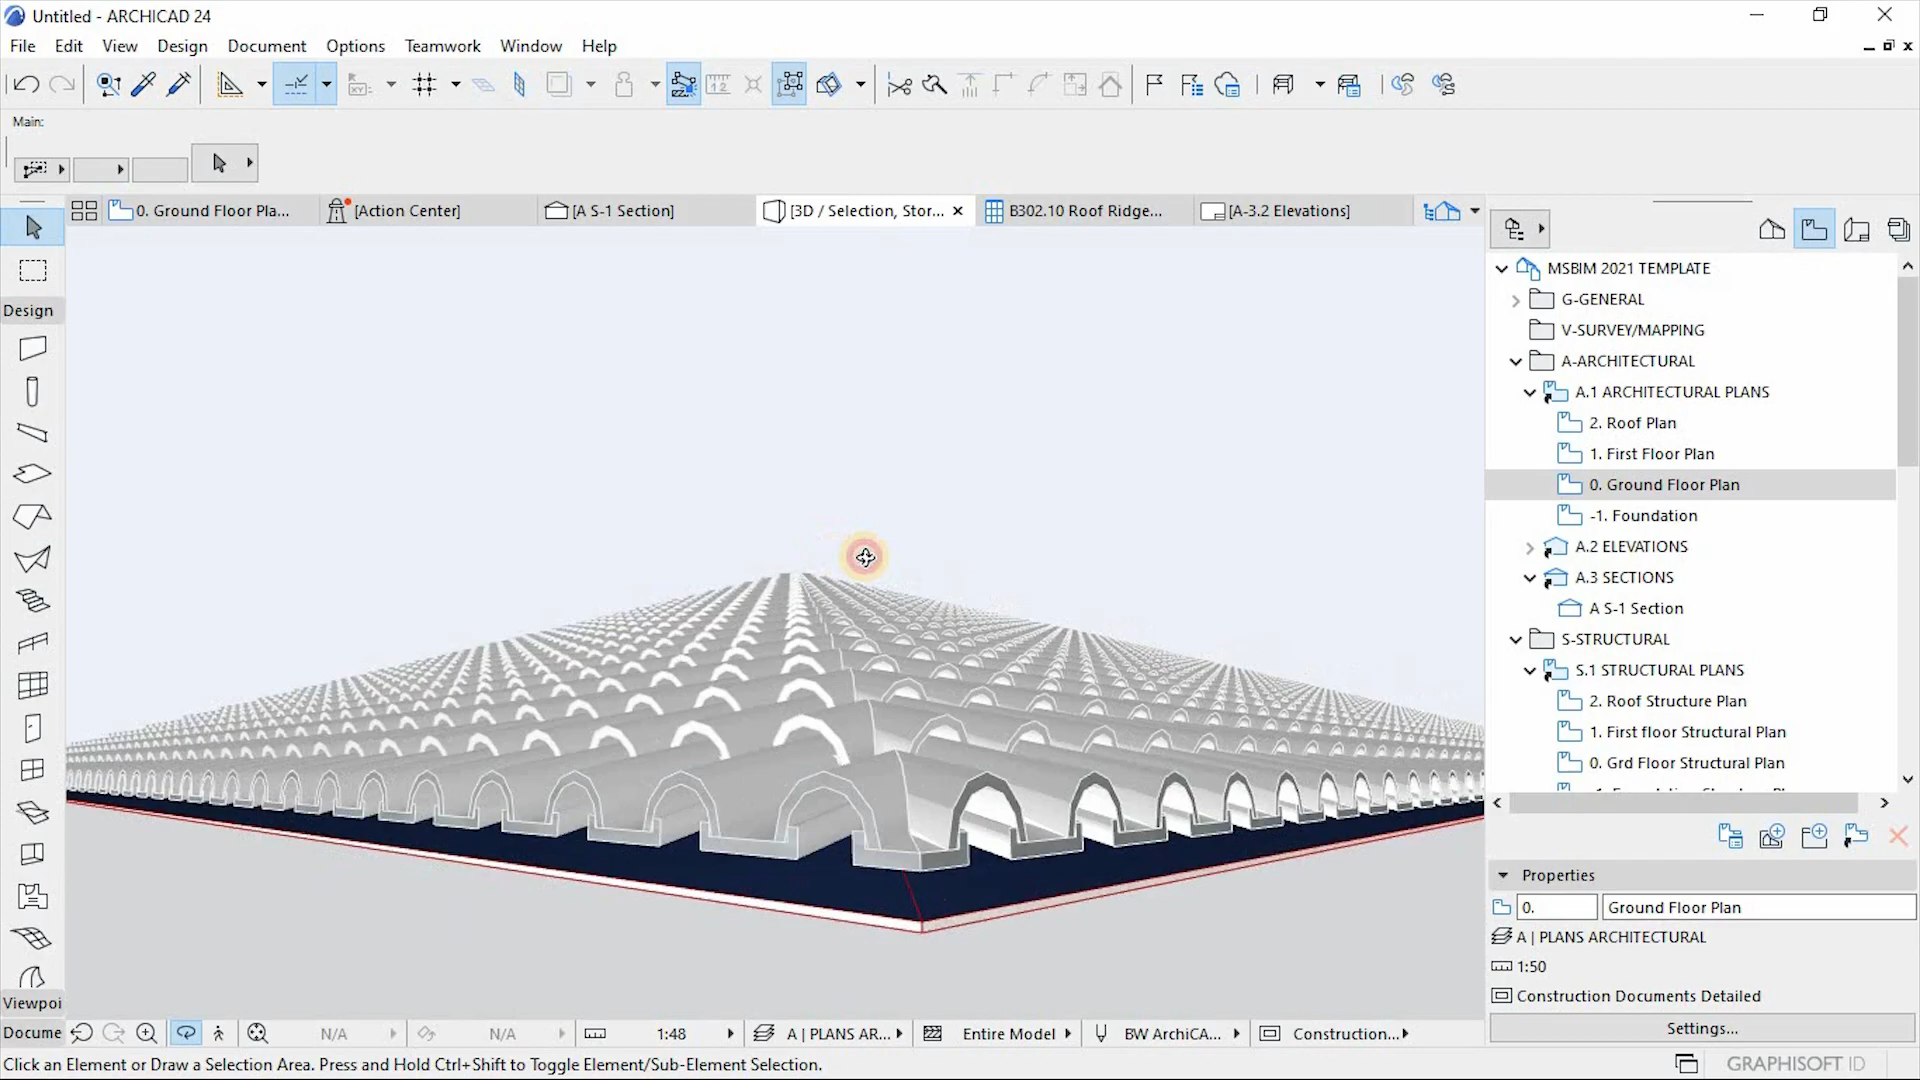 Untitled - ARCHICAD 24
File Edit View Design Document Options Teamwork Window Help
Main:
0. Ground Floor Pla...
[Action Center]
[A S-1 Section]
[3D / Selection, Stor...
B302.10 Roof Ridge...
[A-3.2 Elevations]
Design
Viewpoi
Docume
MSBIM 2021 TEMPLATE
G-GENERAL
V-SURVEY/MAPPING
A-ARCHITECTURAL
A.1 ARCHITECTURAL PLANS
2. Roof Plan
1. First Floor Plan
0. Ground Floor Plan
-1. Foundation
A.2 ELEVATIONS
A.3 SECTIONS
A S-1 Section
S-STRUCTURAL
S.1 STRUCTURAL PLANS
2. Roof Structure Plan
1. First floor Structural Plan
0. Grd Floor Structural Plan
Properties
0. Ground Floor Plan
A | PLANS ARCHITECTURAL
1:50
Construction Documents Detailed
Settings...
N/A N/A 1:48 A | PLANS AR... Entire Model BW ArchiCA... Construction...
Click an Element or Draw a Selection Area. Press and Hold Ctrl+Shift to Toggle Element/Sub-Element Selection.
GRAPHISOFT ID